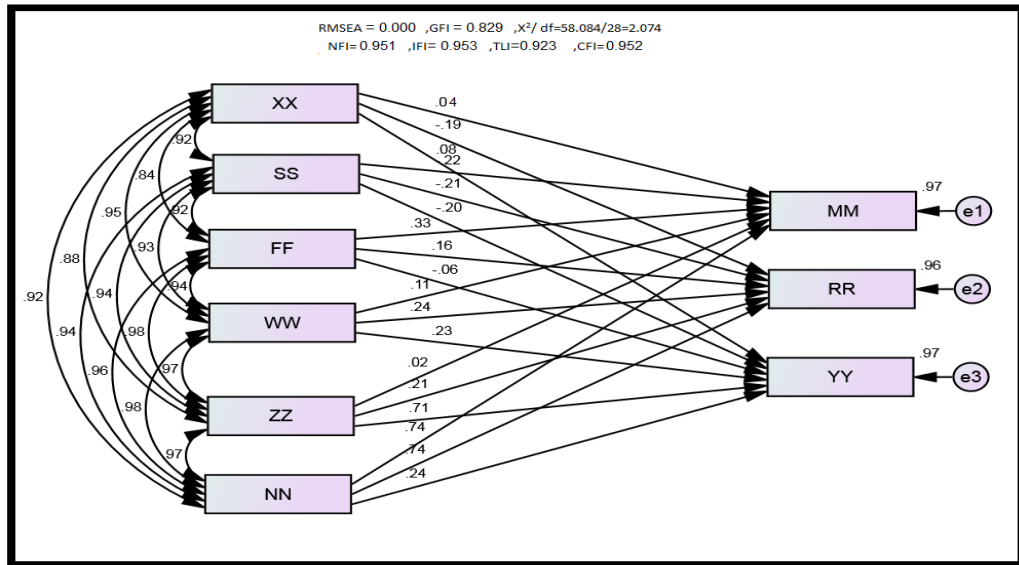 RMSEA = 0.000 ,GFI = 0.829 ,X²/ df=58.084/28=2.074
NFI= 0.951 ,IFI= 0.953 ,TLI=0.923 ,CFI= 0.952
XX
.04
-.19
.08
.92
.22
SS
-.21
.97
.84
-.20
MM
e1
.95
.92
.33
.93
FF
.16
.96
.88
-.06
RR
e2
.94
.11
.92
.94
WW
.24
.98
.23
.94
.97
.02
.97
YY
e3
.96
.21
.98
ZZ
.71
.74
.97
.74
NN
.24